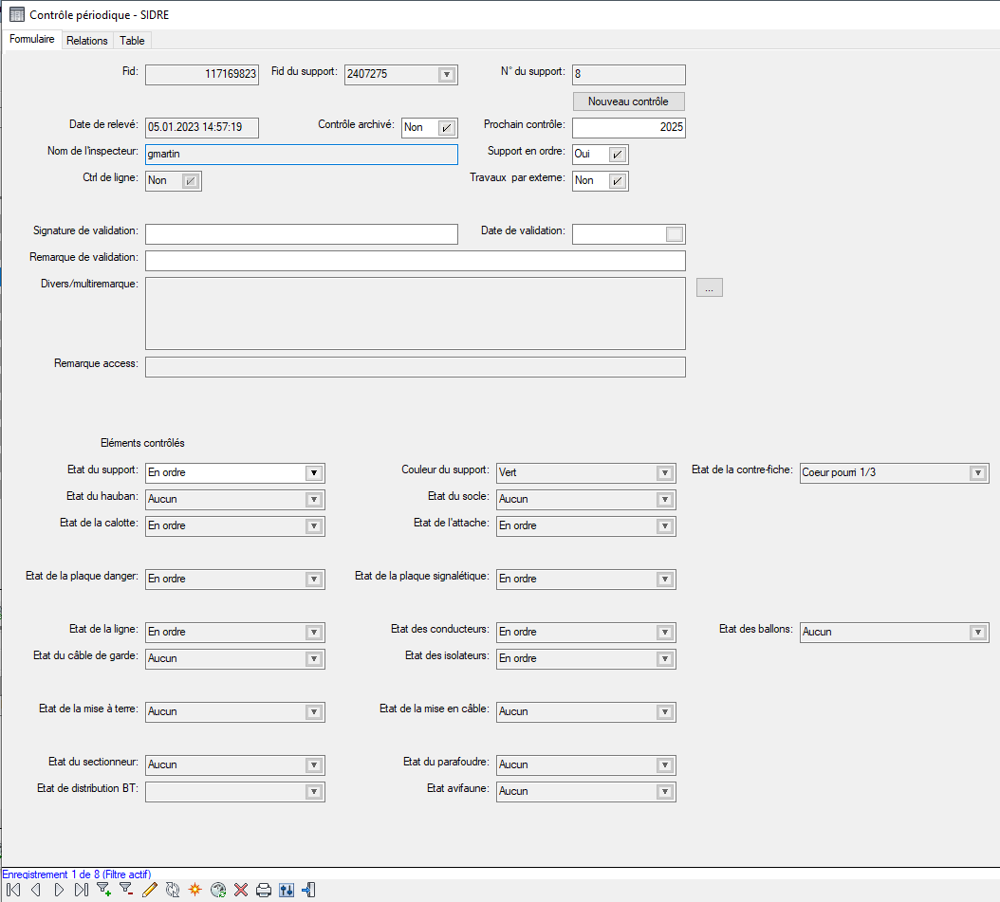 Contrôle périodique - SIDRE
Formulaire Relations Table
Fid: 117169823 Fid du support: 2407275 N° du support: 8
Nouveau contrôle
Date de relevé: 05.01.2023 14:57:19 Contrôle archivé: Non Prochain contrôle: 2025
Nom de l'inspecteur: gmartin Support en ordre: Oui
Ctrl de ligne: Non Travaux par externe: Non
Signature de validation: Date de validation:
Remarque de validation:
Divers/multiremarque: ...
Remarque access:
Eléments contrôlés
Etat du support: En ordre Couleur du support: Vert Etat de la contre-fiche: Coeur pourri 1/3
Etat du hauban: Aucun Etat du socle: Aucun
Etat de la calotte: En ordre Etat de l'attache: En ordre
Etat de la plaque danger: En ordre Etat de la plaque signalétique: En ordre
Etat de la ligne: En ordre Etat des conducteurs: En ordre Etat des ballons: Aucun
Etat du câble de garde: Aucun Etat des isolateurs: En ordre
Etat de la mise à terre: Aucun Etat de la mise en câble: Aucun
Etat du sectionneur: Aucun Etat du parafoudre: Aucun
Etat de distribution BT: Etat avifaune: Aucun
Enregistrement 1 de 8 (Filtre actif)